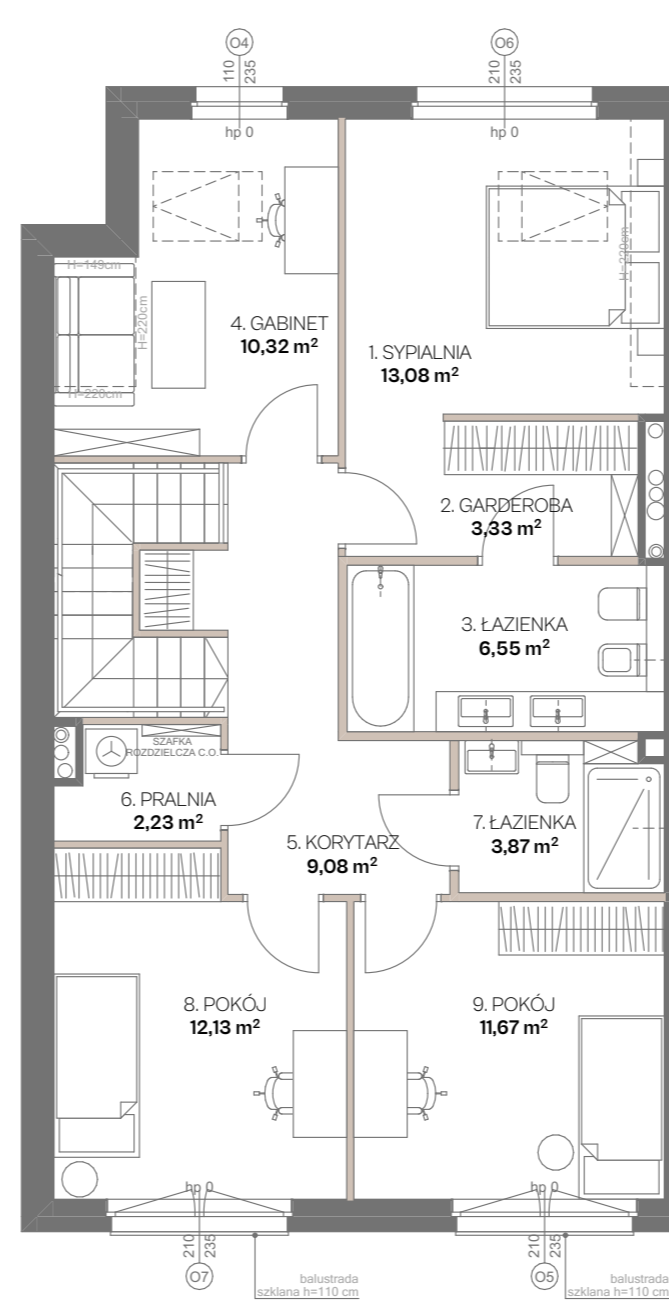 O4
110
235
hp 0
O6
210
235
hp 0
H=149cm
H=220cm
H=220cm
H=220cm
4. GABINET
10,32 m²
1. SYPIALNIA
13,08 m²
2. GARDEROBA
3,33 m²
3. ŁAZIENKA
6,55 m²
SZAFKA
ROZDZIELCZA C.O.
6. PRALNIA
2,23 m²
5. KORYTARZ
9,08 m²
7. ŁAZIENKA
3,87 m²
8. POKÓJ
12,13 m²
9. POKÓJ
11,67 m²
hp 0
210
235
O7
balustrada
szklana h=110 cm
hp 0
210
235
O5
balustrada
szklana h=110 cm